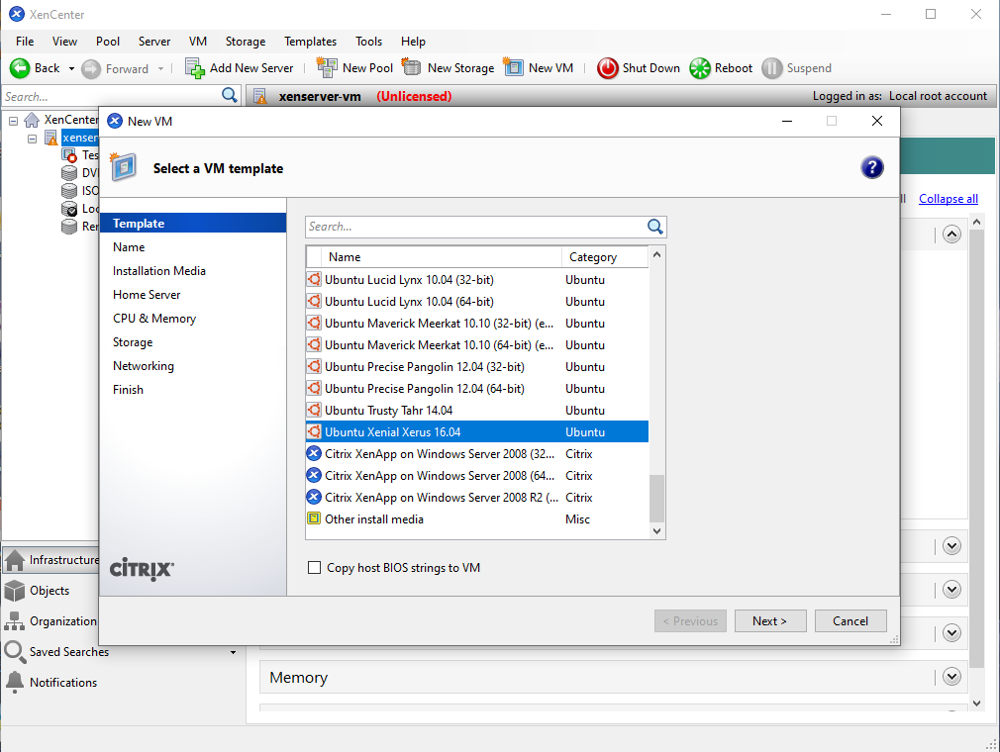 XenCenter
File View Pool Server VM Storage Templates Tools Help
Back Forward Add New Server New Pool New Storage New VM Shut Down Reboot Suspend
Search... xenserver-vm (Unlicensed) Logged in as: Local root account
XenCenter
xenser
Tes
DV
ISO
Loc
Re
New VM
Select a VM template
?
Collapse all
Template
Name
Installation Media
Home Server
CPU & Memory
Storage
Networking
Finish
CITRIX
Search...
Name Category
Ubuntu Lucid Lynx 10.04 (32-bit) Ubuntu
Ubuntu Lucid Lynx 10.04 (64-bit) Ubuntu
Ubuntu Maverick Meerkat 10.10 (32-bit) (e... Ubuntu
Ubuntu Maverick Meerkat 10.10 (64-bit) (e... Ubuntu
Ubuntu Precise Pangolin 12.04 (32-bit) Ubuntu
Ubuntu Precise Pangolin 12.04 (64-bit) Ubuntu
Ubuntu Trusty Tahr 14.04 Ubuntu
Ubuntu Xenial Xerus 16.04 Ubuntu
Citrix XenApp on Windows Server 2008 (32... Citrix
Citrix XenApp on Windows Server 2008 (64... Citrix
Citrix XenApp on Windows Server 2008 R2 (... Citrix
Other install media Misc
Copy host BIOS strings to VM
< Previous Next > Cancel
Infrastructure
Objects
Organization
Saved Searches
Notifications
Memory